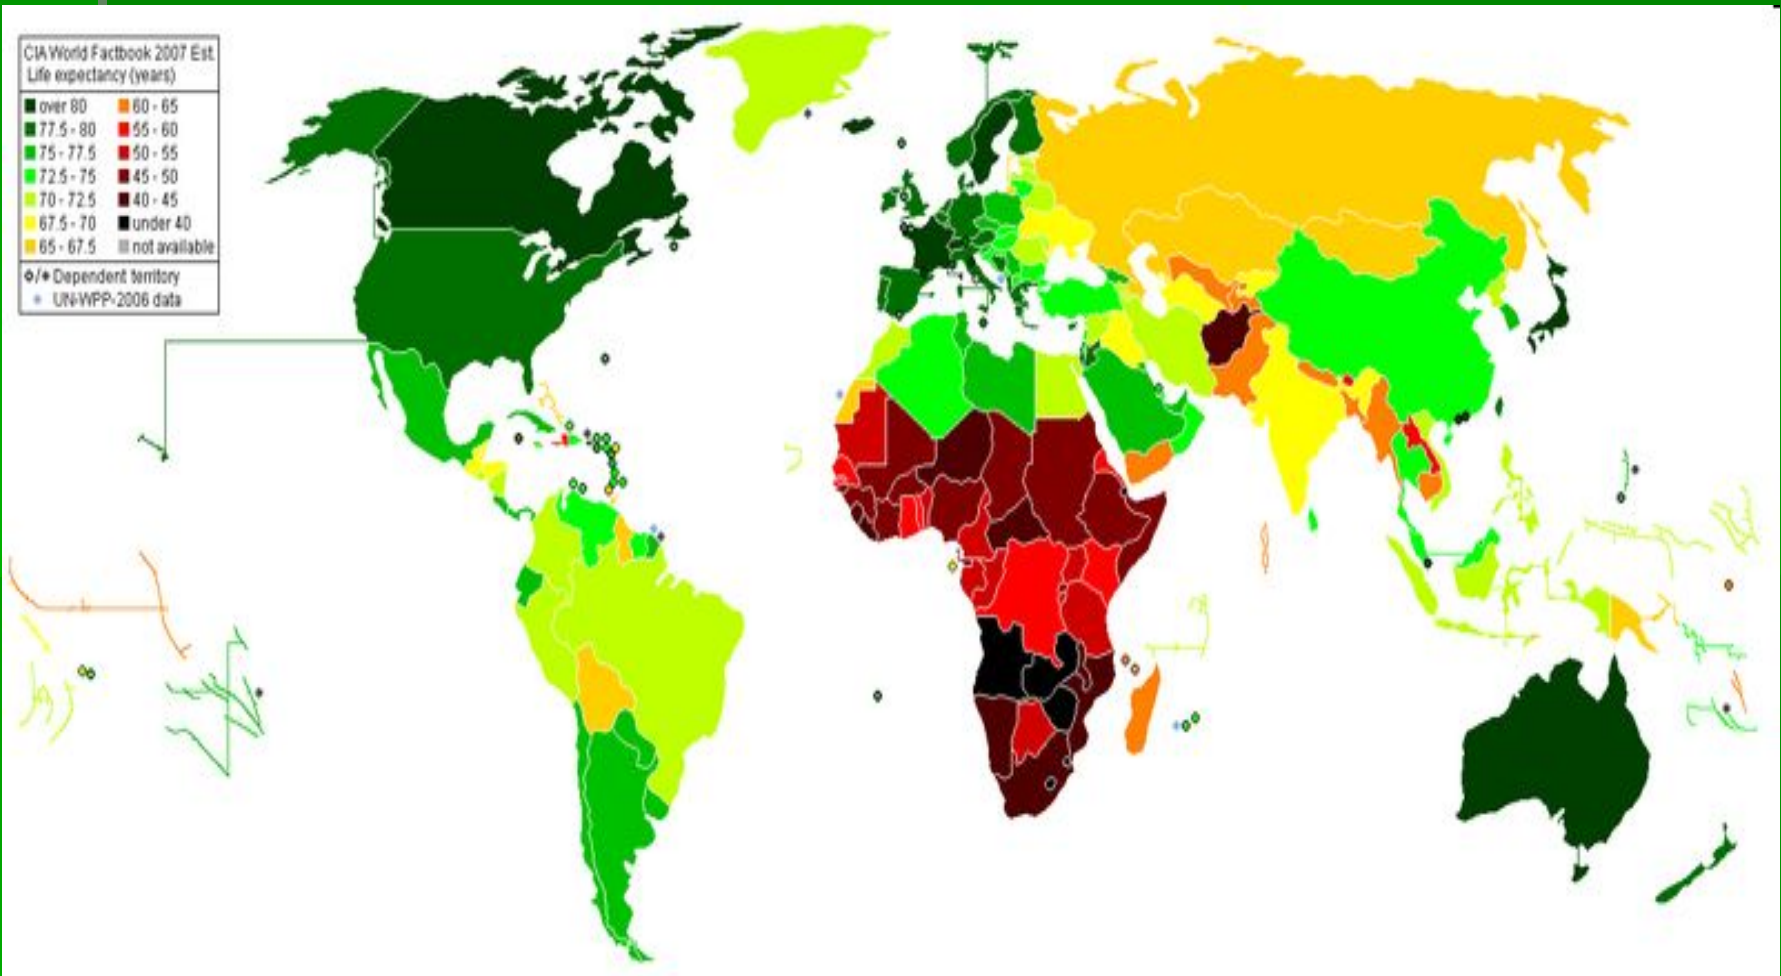 CIA World Factbook 2007 Est.
Life expectancy (years)
over 80
77.5 - 80
75 - 77.5
72.5 - 75
70 - 72.5
67.5 - 70
65 - 67.5
60 - 65
55 - 60
50 - 55
45 - 50
40 - 45
under 40
not available
/ Dependent territory
UN-WPP-2006 data